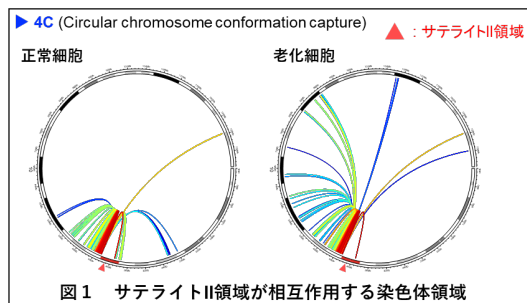 ▶ 4C (Circular chromosome conformation capture)
▲ : サテライトII領域
正常細胞
老化細胞
図1 サテライトII領域が相互作用する染色体領域